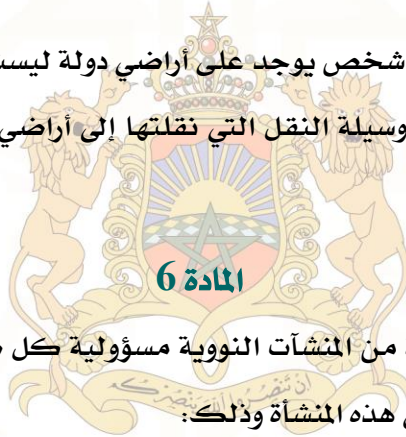 شخص يوجد على أراضي دولة ليست
وسيلة النقل التي نقلتها إلى أراضي
المادة 6
من المنشآت النووية مسؤولية كل
هذه المنشأة وذلك: